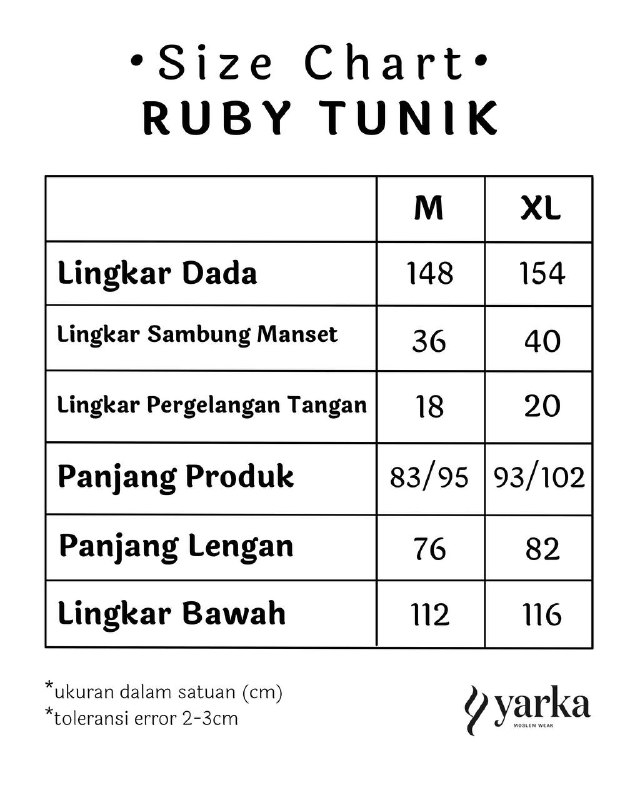 •Size Chart•
RUBY TUNIK
M XL
Lingkar Dada 148 154
Lingkar Sambung Manset 36 40
Lingkar Pergelangan Tangan 18 20
Panjang Produk 83/95 93/102
Panjang Lengan 76 82
Lingkar Bawah 112 116
*ukuran dalam satuan (cm)
*toleransi error 2-3cm
yarka
MUSLEM WEAR